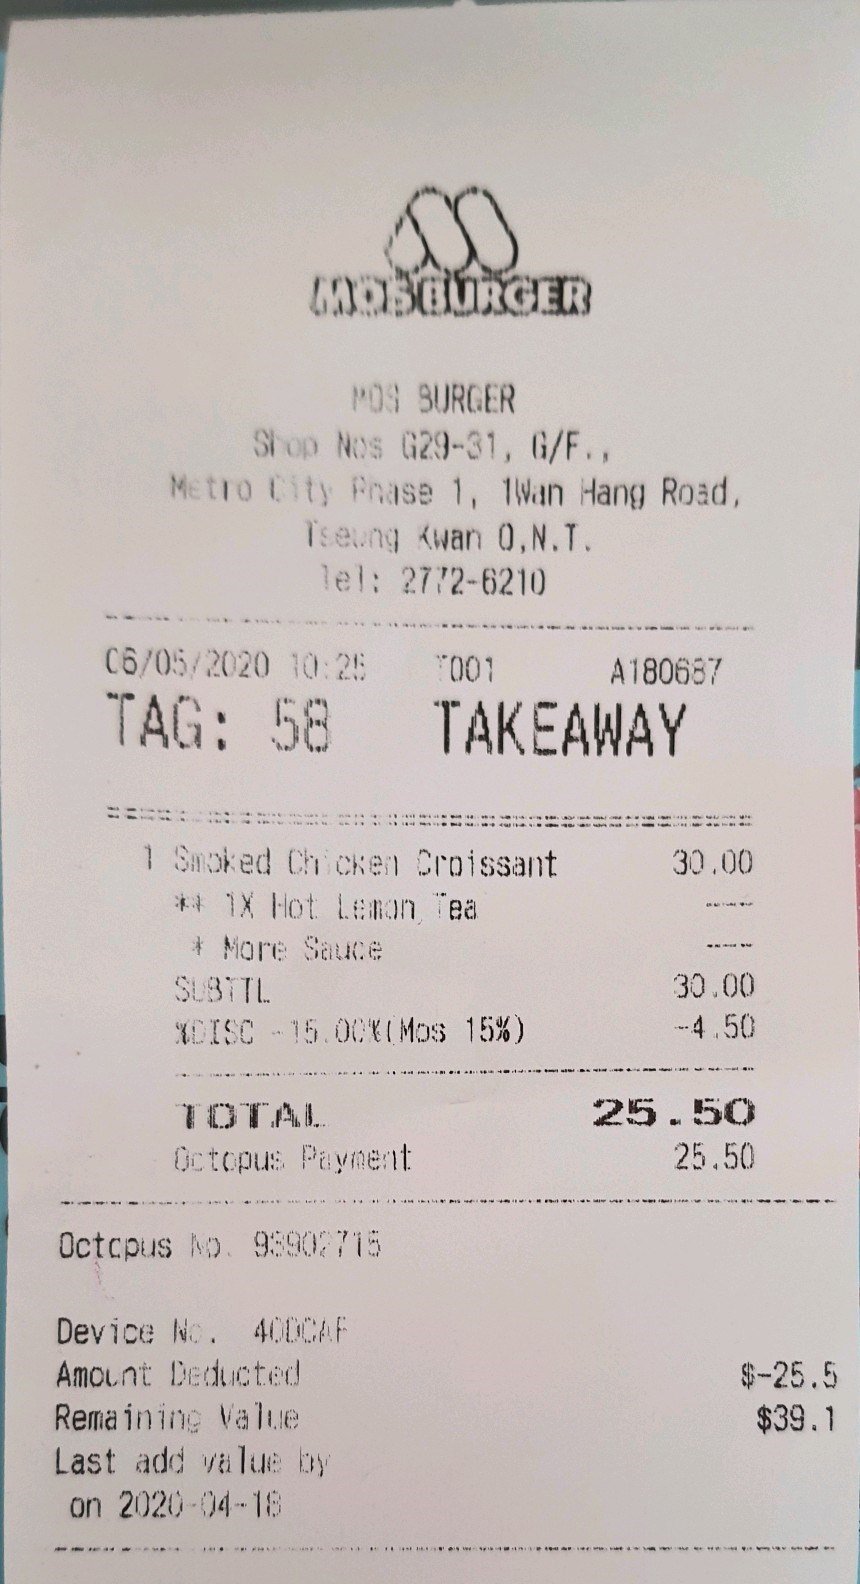 MOS BURGER
MOS BURGER
Shop Nos G29-31, G/F.,
Metro City Phase 1, 1Wan Hang Road,
Tseung Kwan O,N.T.
Tel: 2772-6210
06/05/2020 10:25 T001 A180687
TAG: 58 TAKEAWAY
1 Smoked Chicken Croissant 30.00
** 1X Hot Lemon Tea ----
* More Sauce ----
SUBTTL 30.00
%DISC -15.00%(Mos 15%) -4.50
TOTAL 25.50
Octopus Payment 25.50
Octopus No. 93902715
Device No. 40DCAF
Amount Deducted $-25.5
Remaining Value $39.1
Last add value by
on 2020-04-18